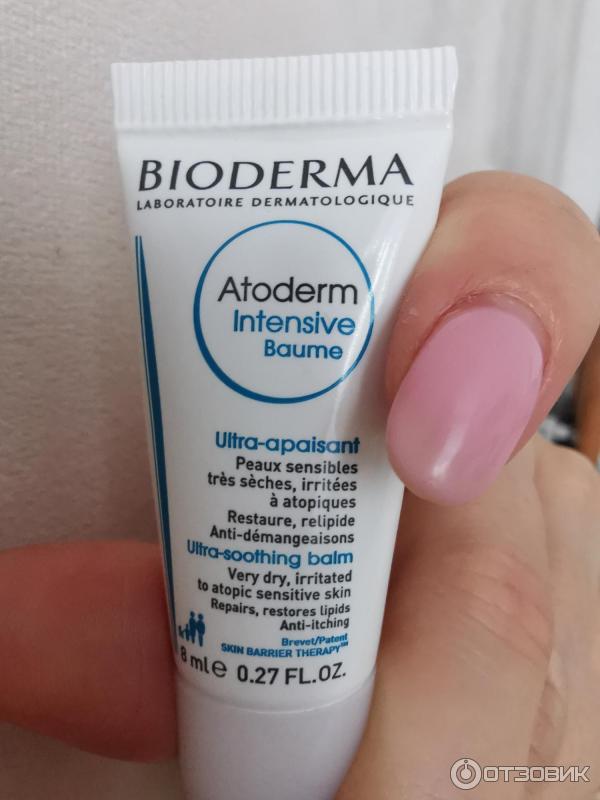 BIODERMA
LABORATOIRE DERMATOLOGIQUE
Atoderm
Intensive
Baume
Ultra-apaisant
Peaux sensibles
très sèches, irritées
à atopiques
Restaure, relipide
Anti-démangeaisons
Ultra-soothing balm
Very dry, irritated
to atopic sensitive skin
Repairs, restores lipids
Anti-itching
Brevet/Patent
SKIN BARRIER THERAPY™
8 ml e 0.27 FL.OZ.
ОТЗОВИК